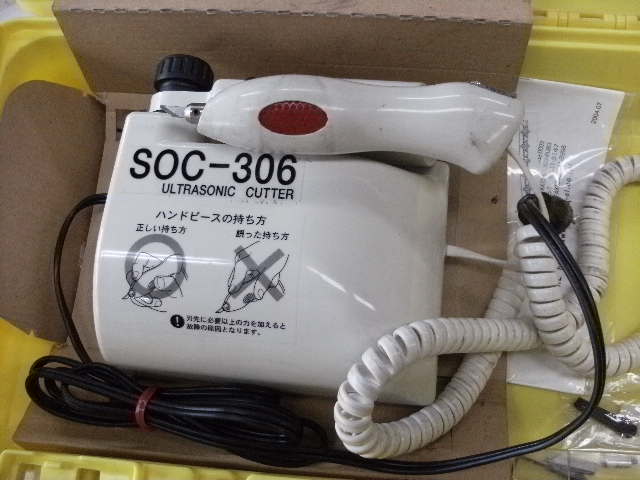 SOC-306
ULTRASONIC CUTTER
ハンドピースの持ち方
正しい持ち方
誤った持ち方
刃先に必要以上の力を加えると
故障の原因となります。
2004.07